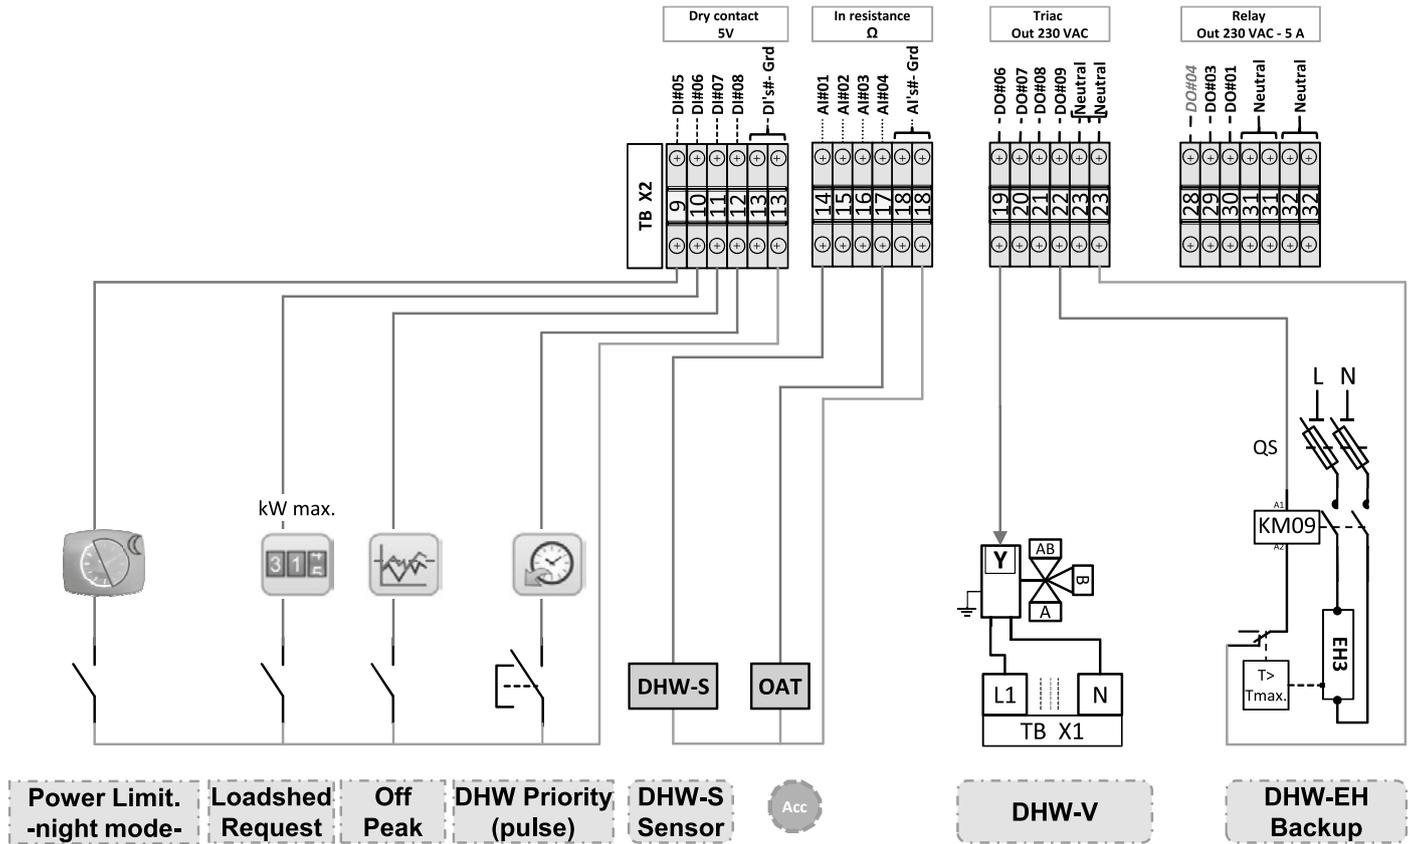 Dry contact
5V
In resistance
Ω
Triac
Out 230 VAC
Relay
Out 230 VAC - 5 A
DI#05
DI#06
DI#07
DI#08
DI's#- Grd
AI#01
AI#02
AI#03
AI#04
AI's#- Grd
DO#06
DO#07
DO#08
DO#09
Neutral
Neutral
DO#04
DO#03
DO#01
Neutral
Neutral
TB X2
9
10
11
12
13
13
14
15
16
17
18
18
19
20
21
22
23
23
28
29
30
31
31
32
32
L N
QS
kW max.
A1
KM09
A2
3 1
5
Y
AB
B
A
EH3
DHW-S
OAT
L1
N
T>
Tmax.
TB X1
Power Limit.
-night mode-
Loadshed
Request
Off
Peak
DHW Priority
(pulse)
DHW-S
Sensor
Acc
DHW-V
DHW-EH
Backup